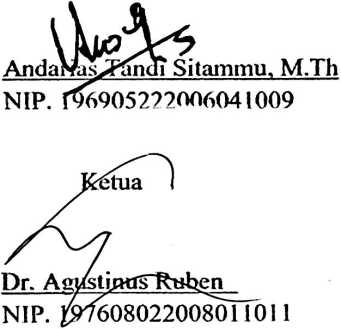 Andarias Tandi Sitammu, M.Th
NIP. 196905222006041009
Ketua
Dr. Agustinus Ruben
NIP. 197608022008011011